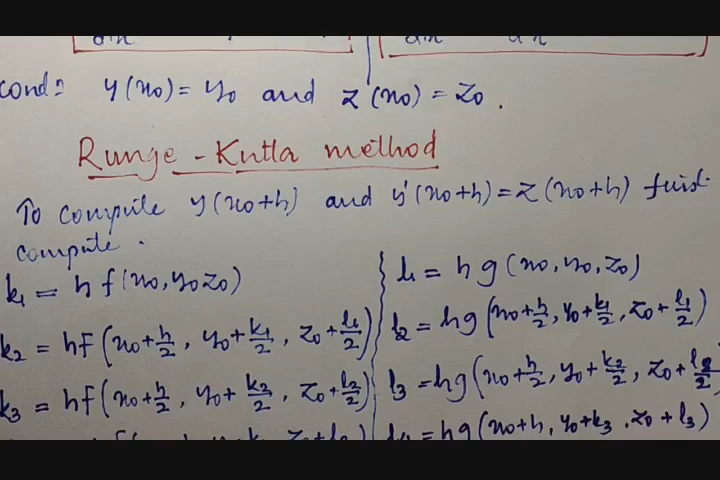 cond: y(x0) = y0 and z(x0) = z0.
Runge - Kutta method
To compute y(x0+h) and y'(x0+h) = z(x0+h) first
compute.
k1 = h f(x0, y0 z0)
l1 = h g(x0, y0, z0)
k2 = hf(x0+h/2, y0+k1/2, z0+l1/2)
l2 = hg(x0+h/2, y0+k1/2, z0+l1/2)
k3 = hf(x0+h/2, y0+k2/2, z0+l2/2)
l3 = hg(x0+h/2, y0+k2/2, z0+l2/2
= hg(x0+h, y0+k3, z0+l3)